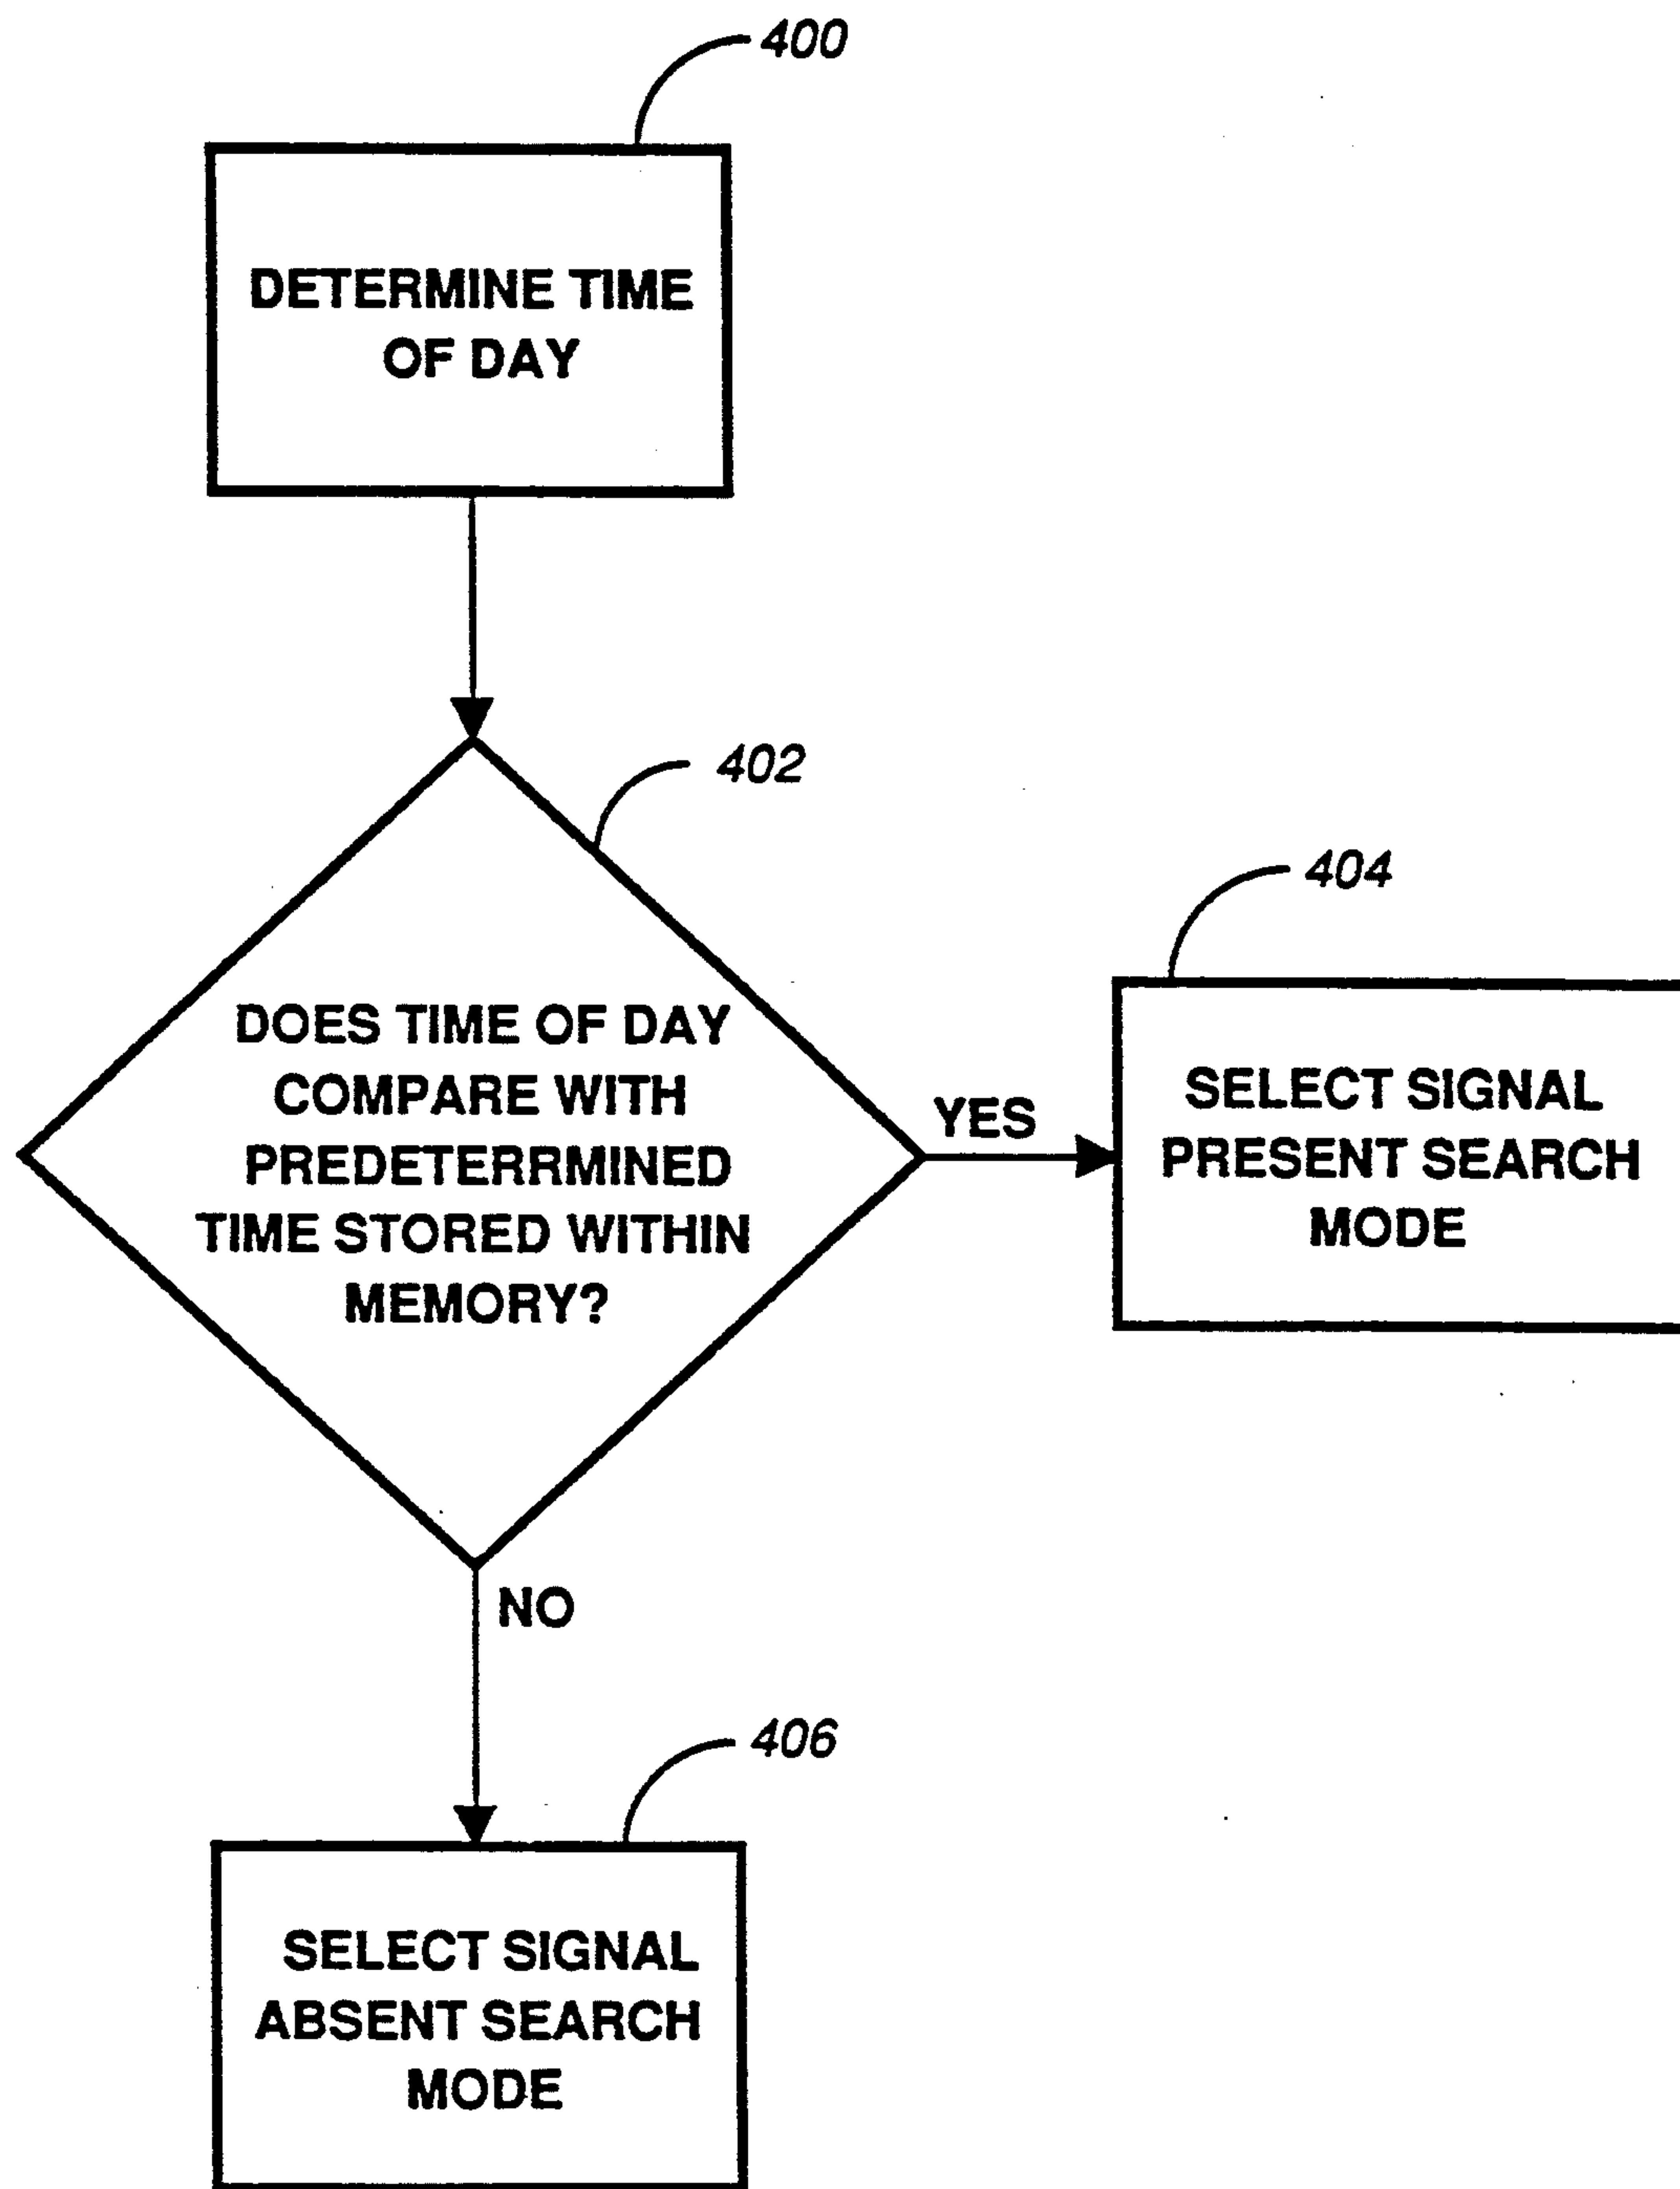 400
DETERMINE TIME
OF DAY
402
DOES TIME OF DAY
COMPARE WITH
PREDETERRMINED
TIME STORED WITHIN
MEMORY?
YES
404
SELECT SIGNAL
PRESENT SEARCH
MODE
NO
406
SELECT SIGNAL
ABSENT SEARCH
MODE